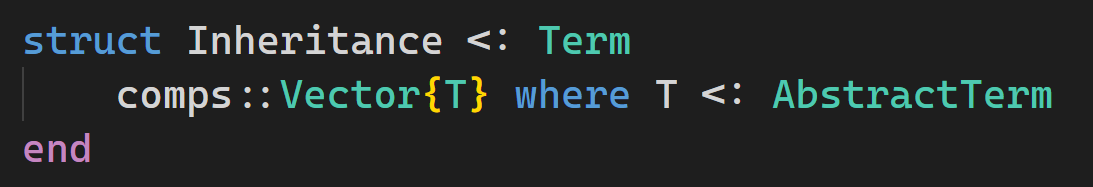 struct Inheritance <: Term
    comps::Vector{T} where T <: AbstractTerm
end